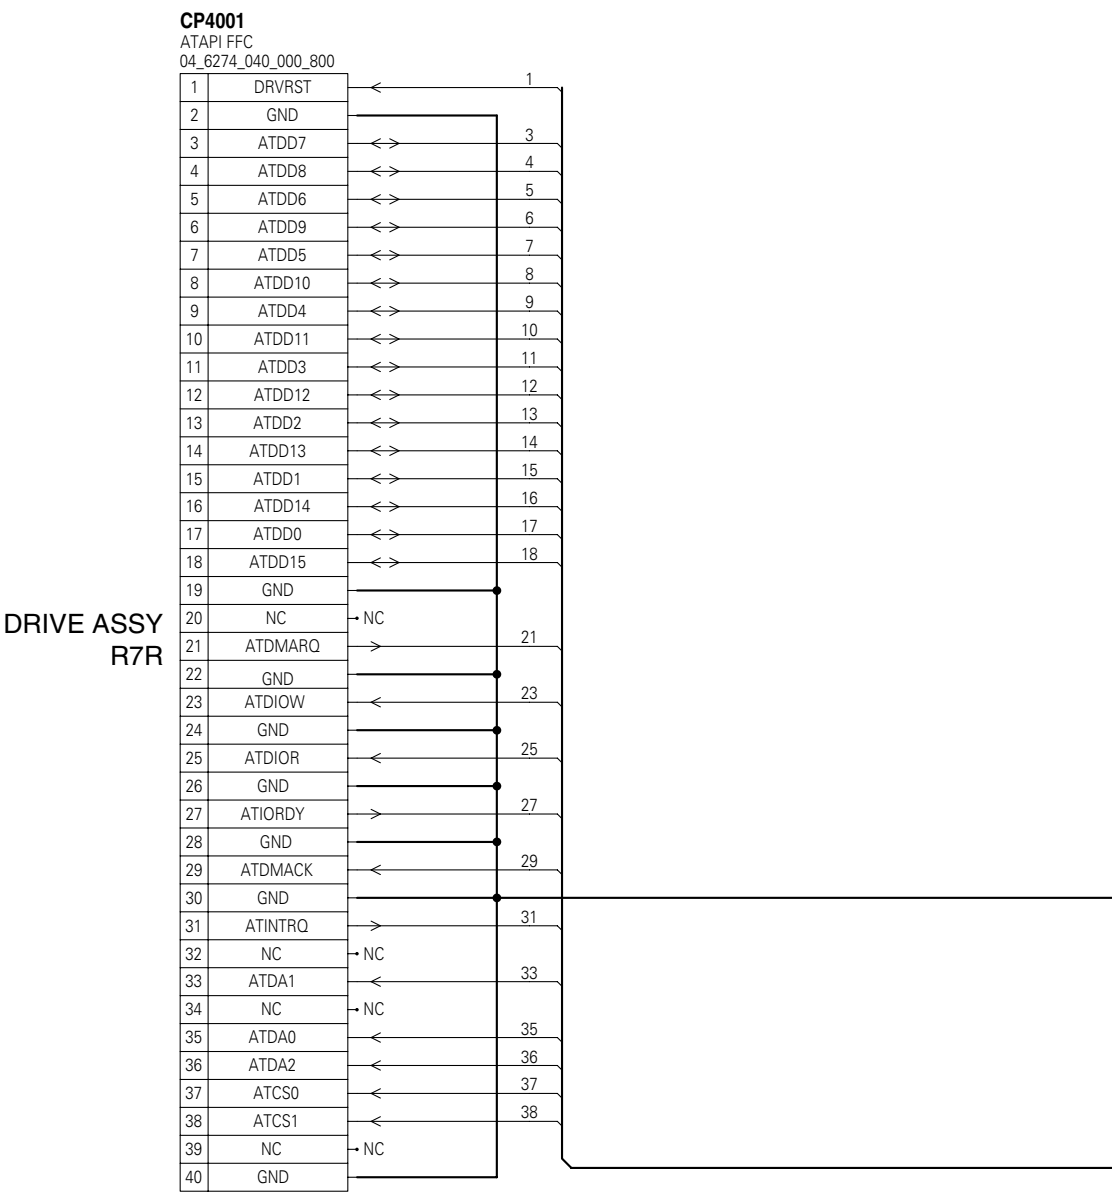 CP4001
ATAPI FFC
04_6274_040_000_800
1 DRVRST 1
2 GND
3 ATDD7 3
4 ATDD8 4
5 ATDD6 5
6 ATDD9 6
7 ATDD5 7
8 ATDD10 8
9 ATDD4 9
10 ATDD11 10
11 ATDD3 11
12 ATDD12 12
13 ATDD2 13
14 ATDD13 14
15 ATDD1 15
16 ATDD14 16
17 ATDD0 17
18 ATDD15 18
19 GND
DRIVE ASSY
R7R
20 NC NC
21 ATDMARQ 21
22 GND
23 ATDIOW 23
24 GND
25 ATDIOR 25
26 GND
27 ATIORDY 27
28 GND
29 ATDMACK 29
30 GND
31 ATINTRQ 31
32 NC NC
33 ATDA1 33
34 NC NC
35 ATDA0 35
36 ATDA2 36
37 ATCS0 37
38 ATCS1 38
39 NC NC
40 GND